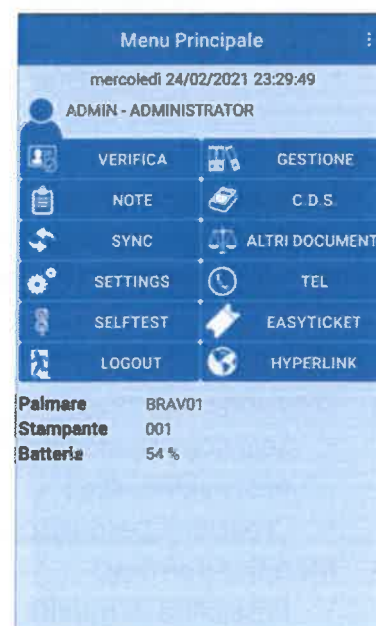 Menu Principale
mercoledì 24/02/2021 23:29:49
ADMIN - ADMINISTRATOR
VERIFICA GESTIONE
NOTE C.D.S.
SYNC ALTRI DOCUMENT
SETTINGS TEL
SELFTEST EASYTICKET
LOGOUT HYPERLINK
Palmare BRAV01
Stampante 001
Batteria 54 %